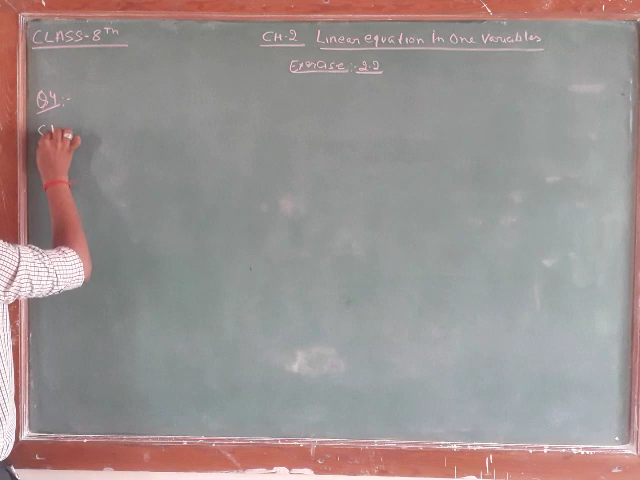 CLASS-8Th CH-2 Linear equation In One Variables
Exercise:-2.2
Q4:-